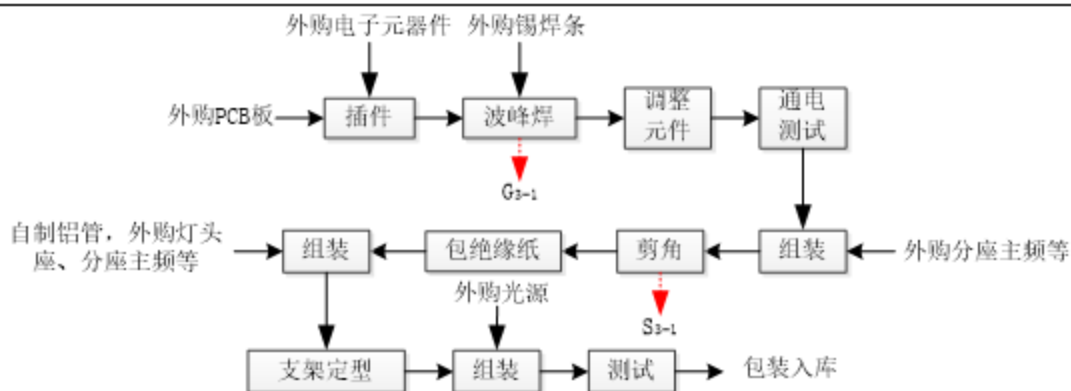 外购电子元器件 外购锡焊条
外购PCB板 插件 波峰焊 调整元件 通电测试
G3-1
自制铝管，外购灯头座、分座主频等 组装 包绝缘纸 剪角 组装 外购分座主频等
外购光源
S3-1
支架定型 组装 测试 包装入库